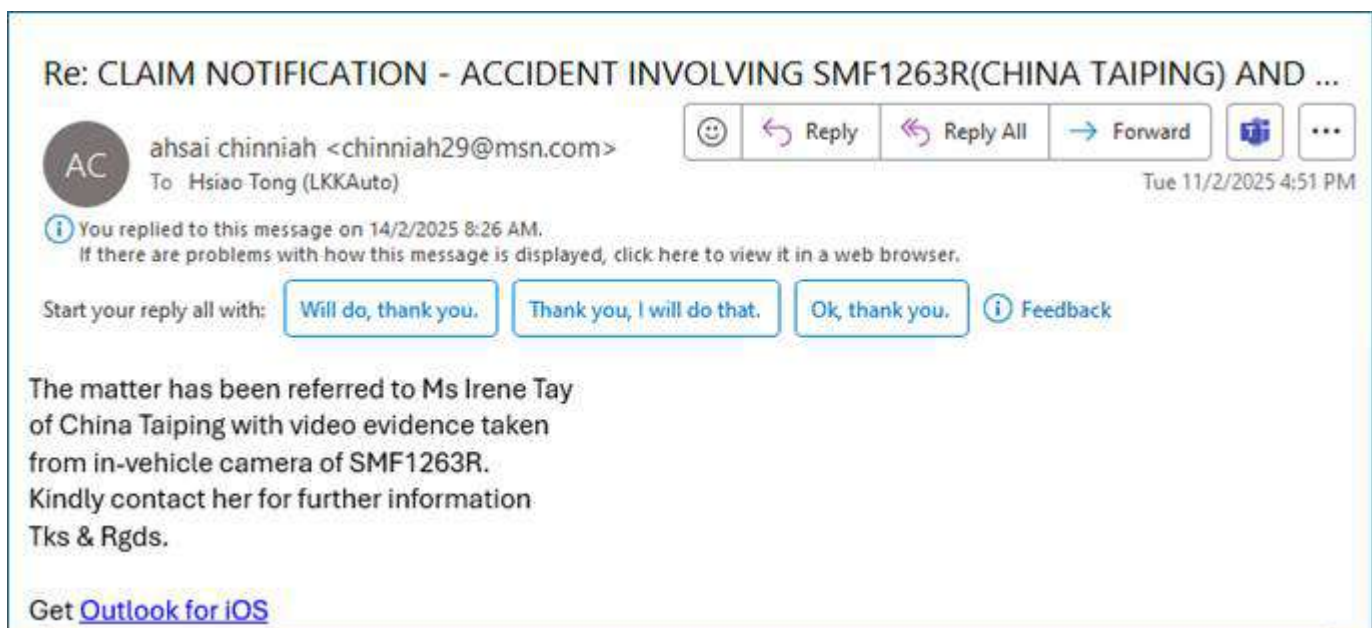 Re: CLAIM NOTIFICATION - ACCIDENT INVOLVING SMF1263R(CHINA TAIPING) AND ...
AC
ahsai chinniah <chinniah29@msn.com>
Reply
Reply All
Forward
To Hsiao Tong (LKKAuto)
Tue 11/2/2025 4:51 PM
You replied to this message on 14/2/2025 8:26 AM.
If there are problems with how this message is displayed, click here to view it in a web browser.
Start your reply all with:
Will do, thank you.
Thank you, I will do that.
Ok, thank you.
Feedback
The matter has been referred to Ms Irene Tay
of China Taiping with video evidence taken
from in-vehicle camera of SMF1263R.
Kindly contact her for further information
Tks & Rgds.
Get Outlook for iOS